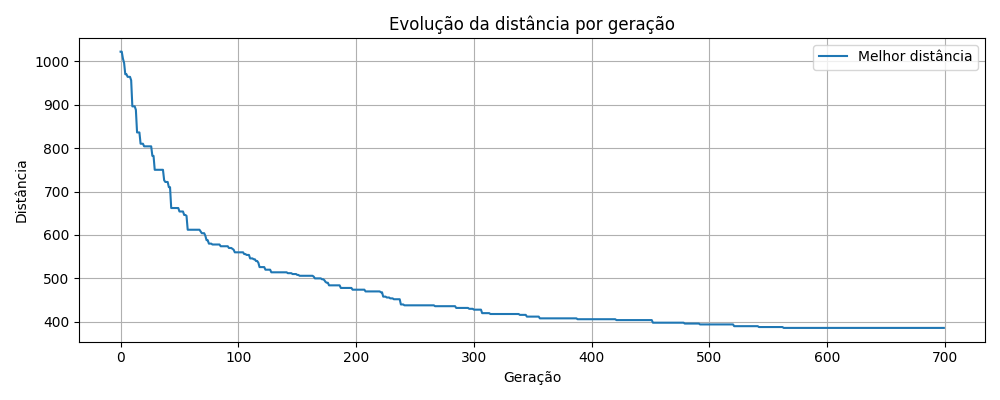 Evolução da distância por geração
Melhor distância
1000
900
800
700
600
500
400
Distância
0 100 200 300 400 500 600 700
Geração